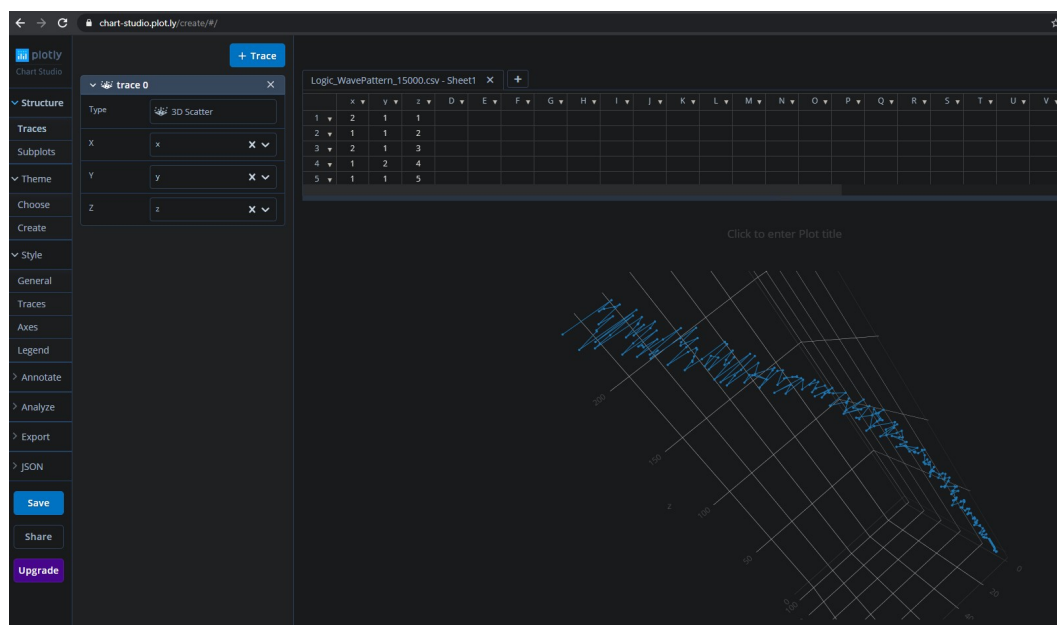 chart-studio.plot.ly/create/#/
plotly
Chart Studio
+ Trace
Structure
Traces
Subplots
Theme
Choose
Create
Style
General
Traces
Axes
Legend
Annotate
Analyze
Export
JSON
Save
Share
Upgrade
trace 0
Type 3D Scatter
X x
Y y
Z z
Logic_WavePattern_15000.csv - Sheet1 +
x y z D E F G H I J K L M N O P Q R S T U V
1 2 1 1
2 1 1 2
3 2 1 3
4 1 2 4
5 1 1 5
Click to enter Plot title
200
150
z
100
50
0
100
0
20
40